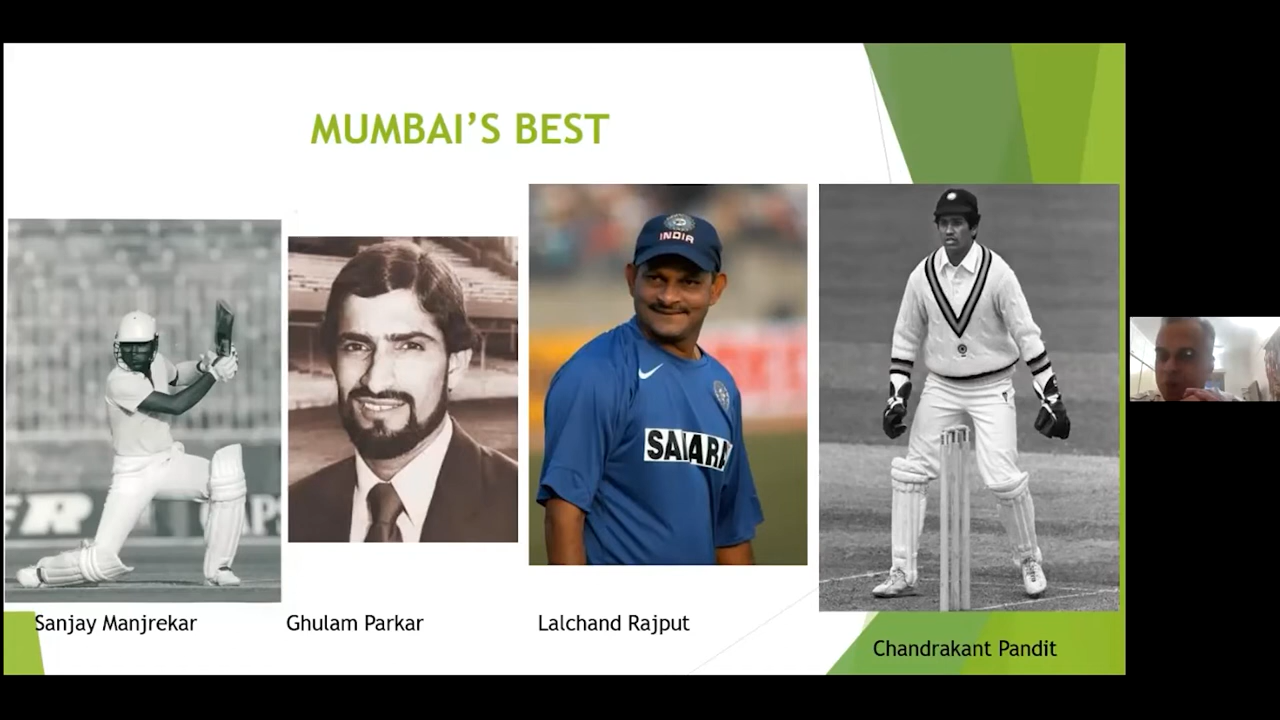 MUMBAI'S BEST
INDIA
SAHARA
Sanjay Manjrekar
Ghulam Parkar
Lalchand Rajput
Chandrakant Pandit